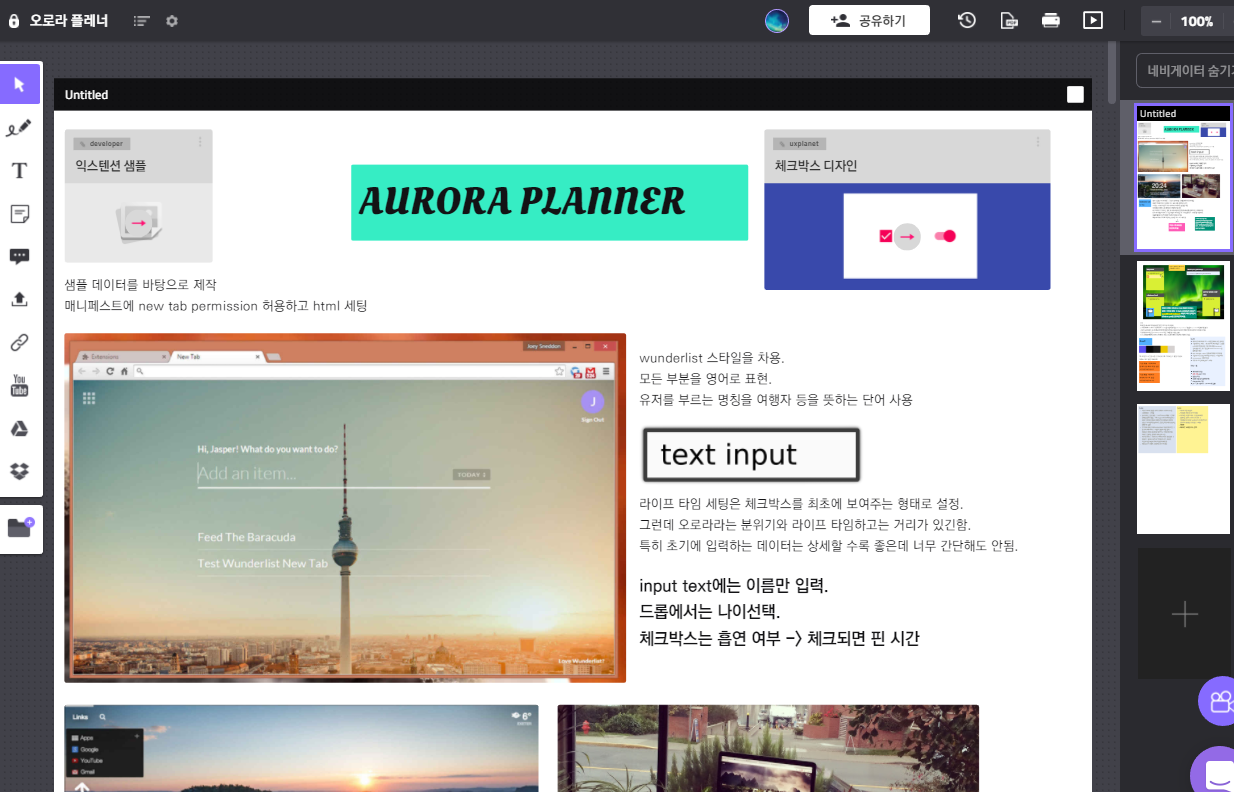 오로라 플레너
공유하기
100%
네비게이터 숨기기
Untitled
developer
익스텐션 샘플
AURORA PLANNER
uxplanet
체크박스 디자인
샘플 데이터를 바탕으로 제작
매니페스트에 new tab permission 허용하고 html 세팅
Extensions
New Tab
J
Sign Out
Hi, Jasper! What do you want to do?
Add an item...
TODAY
Feed The Baracuda
Test Wunderlist New Tab
Love Wunderlist?
wunderlist 스타일을 차용.
모든 부분을 영어로 표현.
유저를 부르는 명칭을 여행자 등을 뜻하는 단어 사용
text input
라이프 타임 세팅은 체크박스를 최초에 보여주는 형태로 설정.
그런데 오로라라는 분위기와 라이프 타임하고는 거리가 있긴함.
특히 초기에 입력하는 데이터는 상세할 수록 좋은데 너무 간단해도 안됨.
input text에는 이름만 입력.
드롭에서는 나이선택.
체크박스는 흡연 여부 -> 체크되면 핀 시간
Links
6°
Apps
Google
YouTube
Gmail
T
You
Tube
Untitled
AURORA PLANNER
20:24